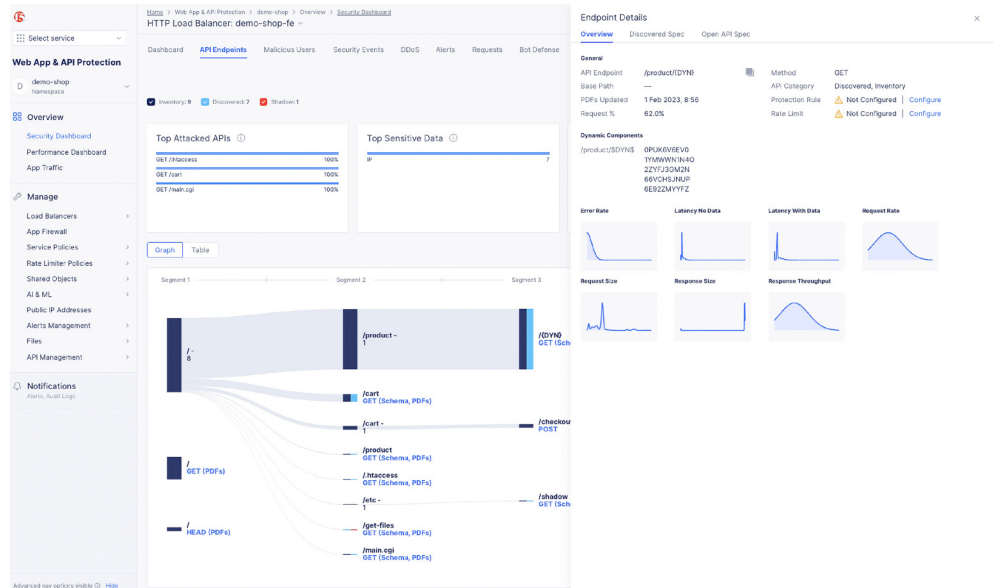 Select service
Web App & API Protection
D
demo-shop
Namespace
Overview
Security Dashboard
Performance Dashboard
App Traffic
Manage
Load Balancers
App Firewall
Service Policies
Rate Limiter Policies
Shared Objects
AI & ML
Public IP Addresses
Alerts Management
Files
API Management
Notifications
Alerts, Audit Logs
Advanced nav options visible Hide
Home > Web App & API Protection > demo-shop > Overview > Security Dashboard
HTTP Load Balancer: demo-shop-fe
Dashboard API Endpoints Malicious Users Security Events DDoS Alerts Requests Bot Defense
Inventory: 9 Discovered: 7 Shadow: 1
Top Attacked APIs
GET /.htaccess 100%
GET /cart 100%
GET /main.cgi 100%
Top Sensitive Data
IP 7
Graph Table
Segment 1 Segment 2 Segment 3
/ -
8
/
GET (PDFs)
/
HEAD (PDFs)
/product -
1
/cart
GET (Schema, PDFs)
/cart -
1
/product
GET (Schema, PDFs)
/.htaccess
GET (Schema, PDFs)
/etc -
1
/get-files
GET (Schema, PDFs)
/main.cgi
GET (Schema, PDFs)
/{DYN}
GET (Sch
/checkou
POST
/shadow
GET (Sch
Endpoint Details
Overview Discovered Spec Open API Spec
General
API Endpoint /product/{DYN}
Base Path —
PDFs Updated 1 Feb 2023, 8:56
Request % 62.0%
Method GET
API Category Discovered, Inventory
Protection Rule Not Configured | Configure
Rate Limit Not Configured | Configure
Dynamic Components
/product/$DYN$ 0PUK6V6EV0
1YMWWN1N4O
2ZYFJ3GM2N
66VCHSJNUP
6E92ZMYYFZ
Error Rate Latency No Data Latency With Data Request Rate
Request Size Response Size Response Throughput